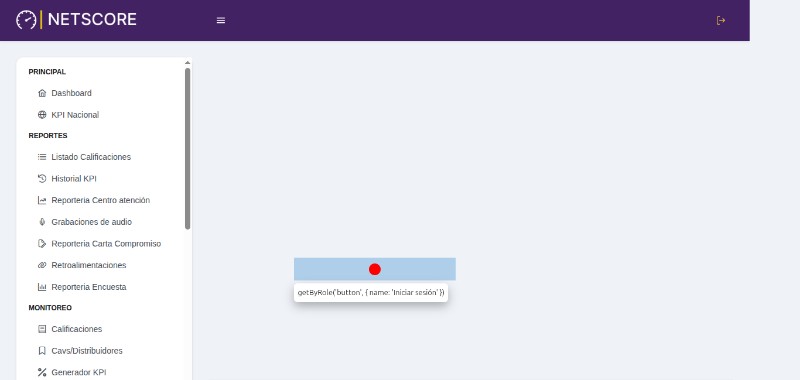 NETSCORE
PRINCIPAL
Dashboard
KPI Nacional
REPORTES
Listado Calificaciones
Historial KPI
Reporteria Centro atención
Grabaciones de audio
Reporteria Carta Compromiso
Retroalimentaciones
Reporteria Encuesta
MONITOREO
Calificaciones
Cavs/Distribuidores
Generador KPI
getByRole('button', { name: 'Iniciar sesión' })